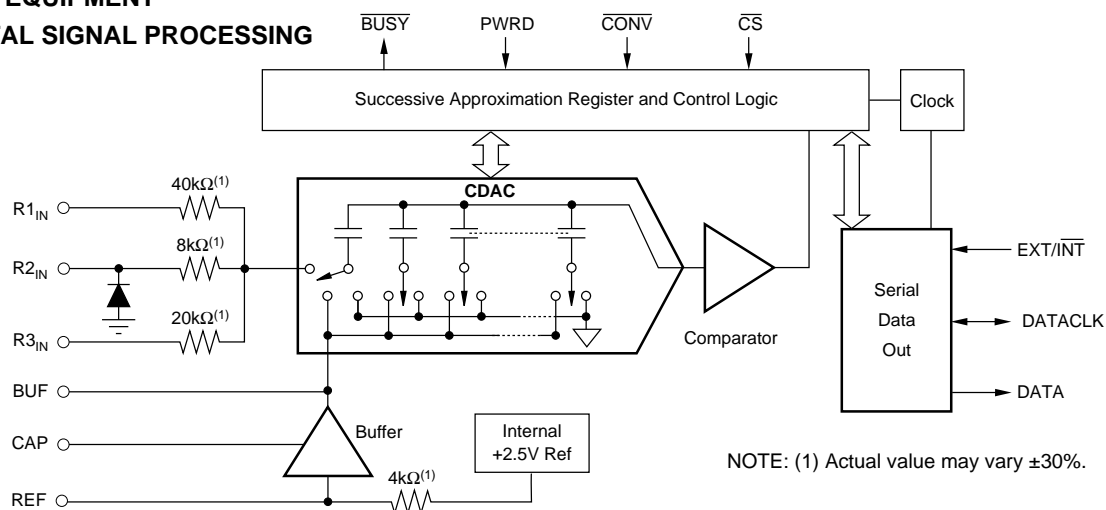 EQUIPMENT
TAL SIGNAL PROCESSING
BUSY
PWRD
CONV
CS
Successive Approximation Register and Control Logic
Clock
CDAC
40kΩ(1)
R1IN
8kΩ(1)
R2IN
20kΩ(1)
R3IN
BUF
CAP
REF
Buffer
4kΩ(1)
Internal
+2.5V Ref
Comparator
Serial
Data
Out
EXT/INT
DATACLK
DATA
NOTE: (1) Actual value may vary ±30%.